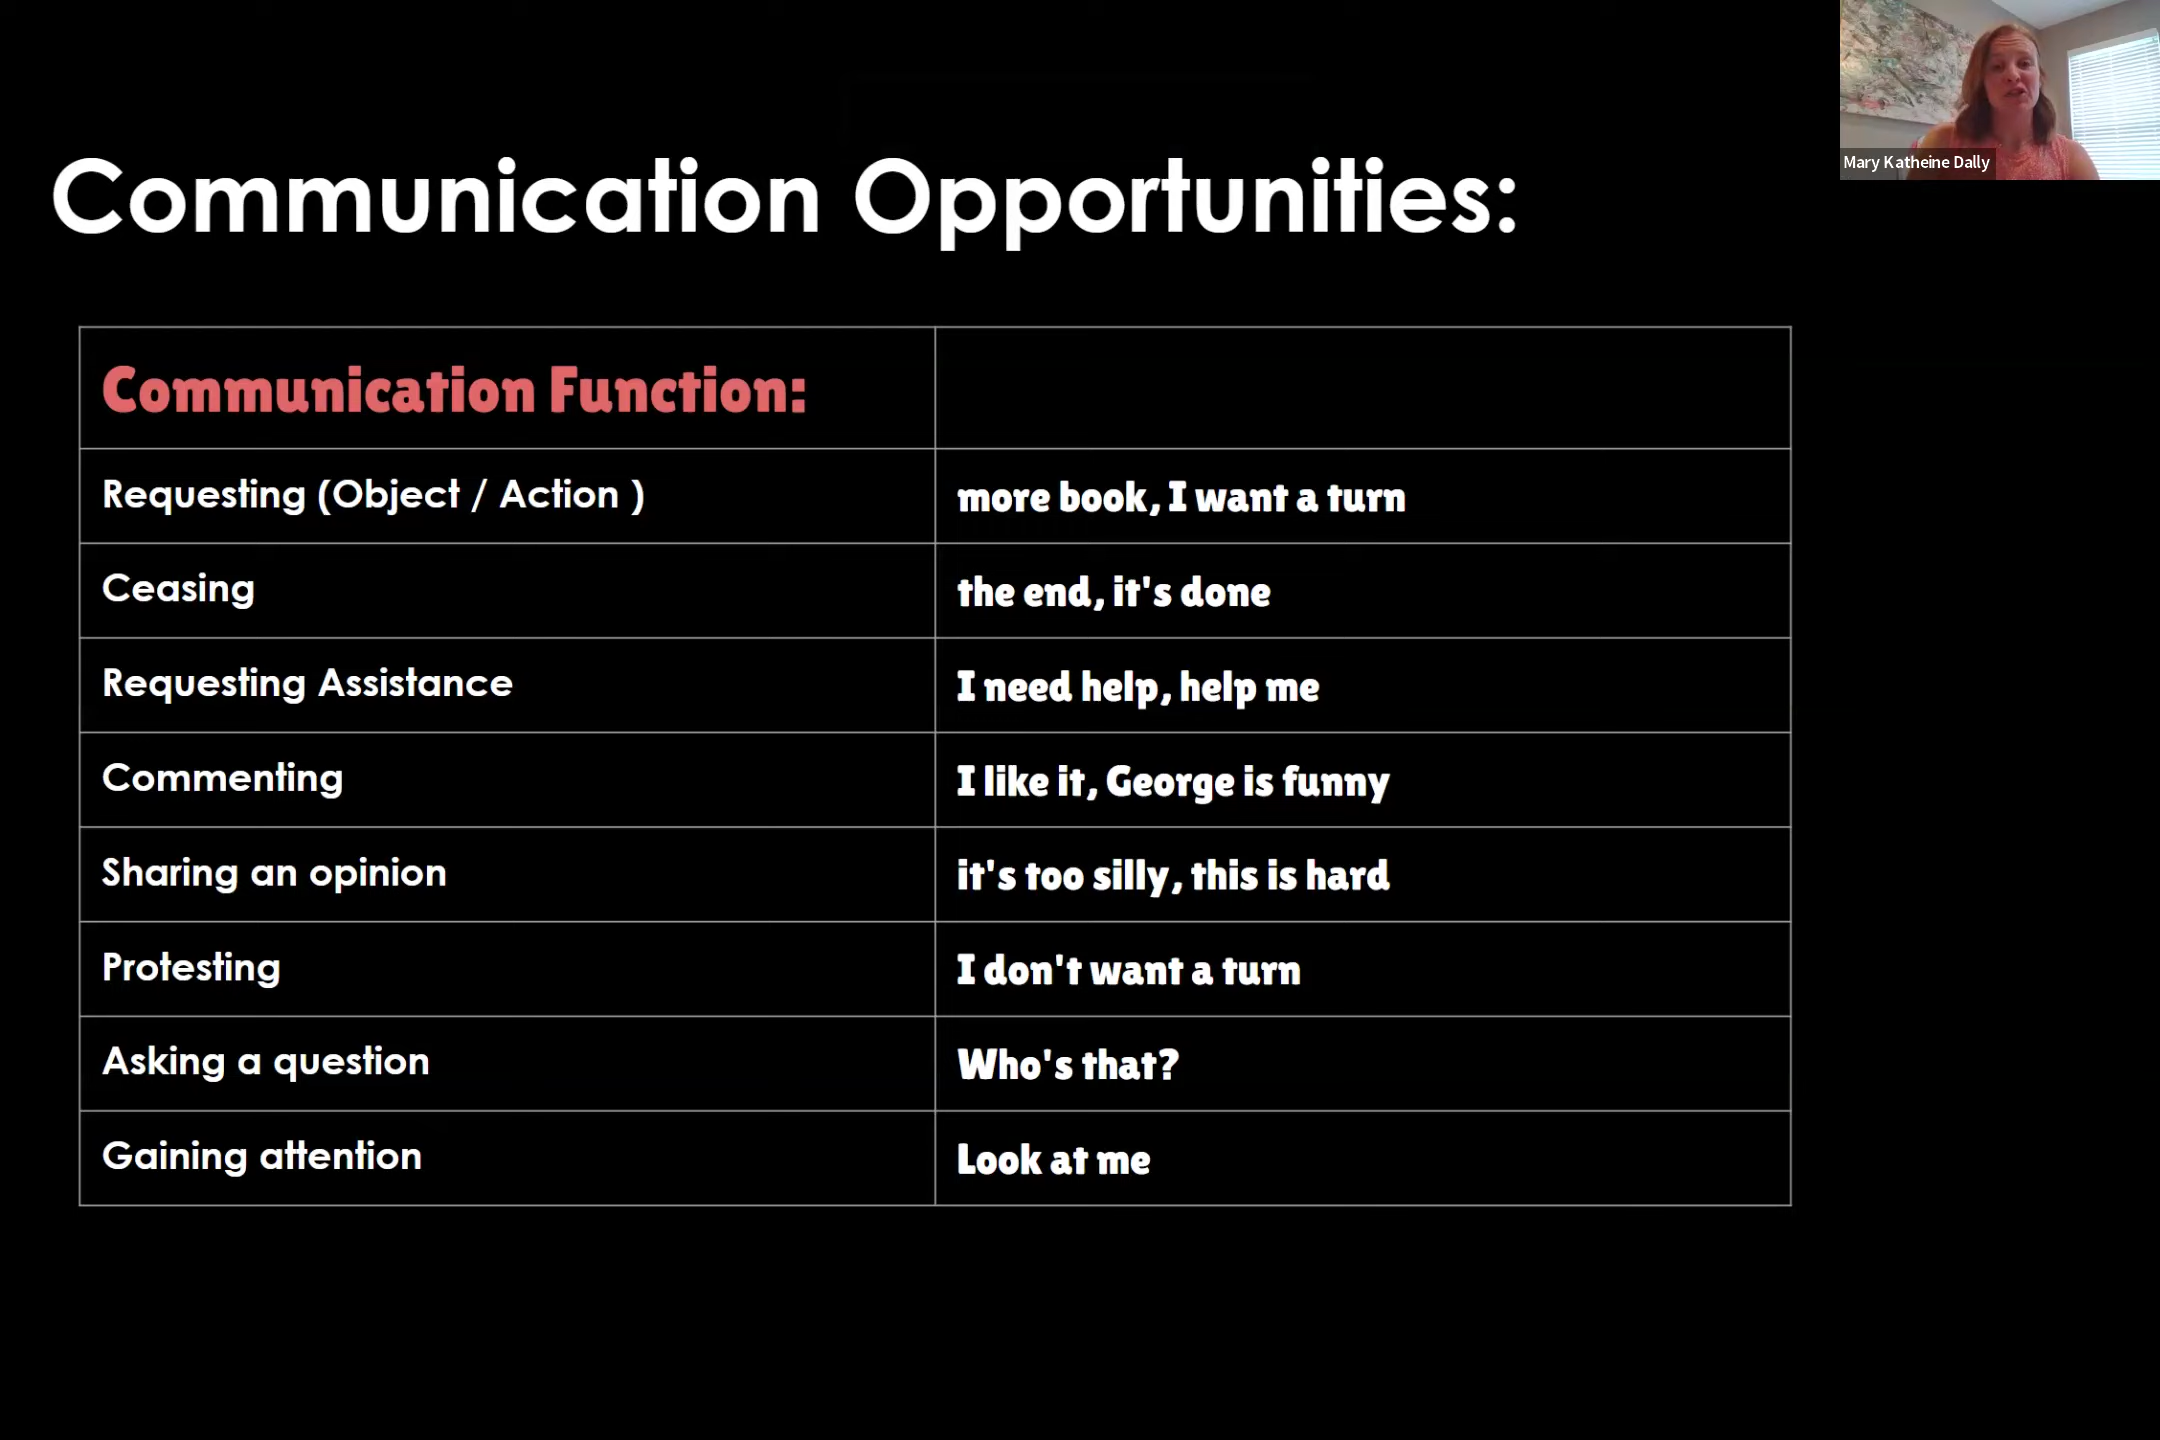 Mary Katheine Dally
Communication Opportunities:
Communication Function:
Requesting (Object / Action )
more book, I want a turn
Ceasing
the end, it's done
Requesting Assistance
I need help, help me
Commenting
I like it, George is funny
Sharing an opinion
it's too silly, this is hard
Protesting
I don't want a turn
Asking a question
Who's that?
Gaining attention
Look at me